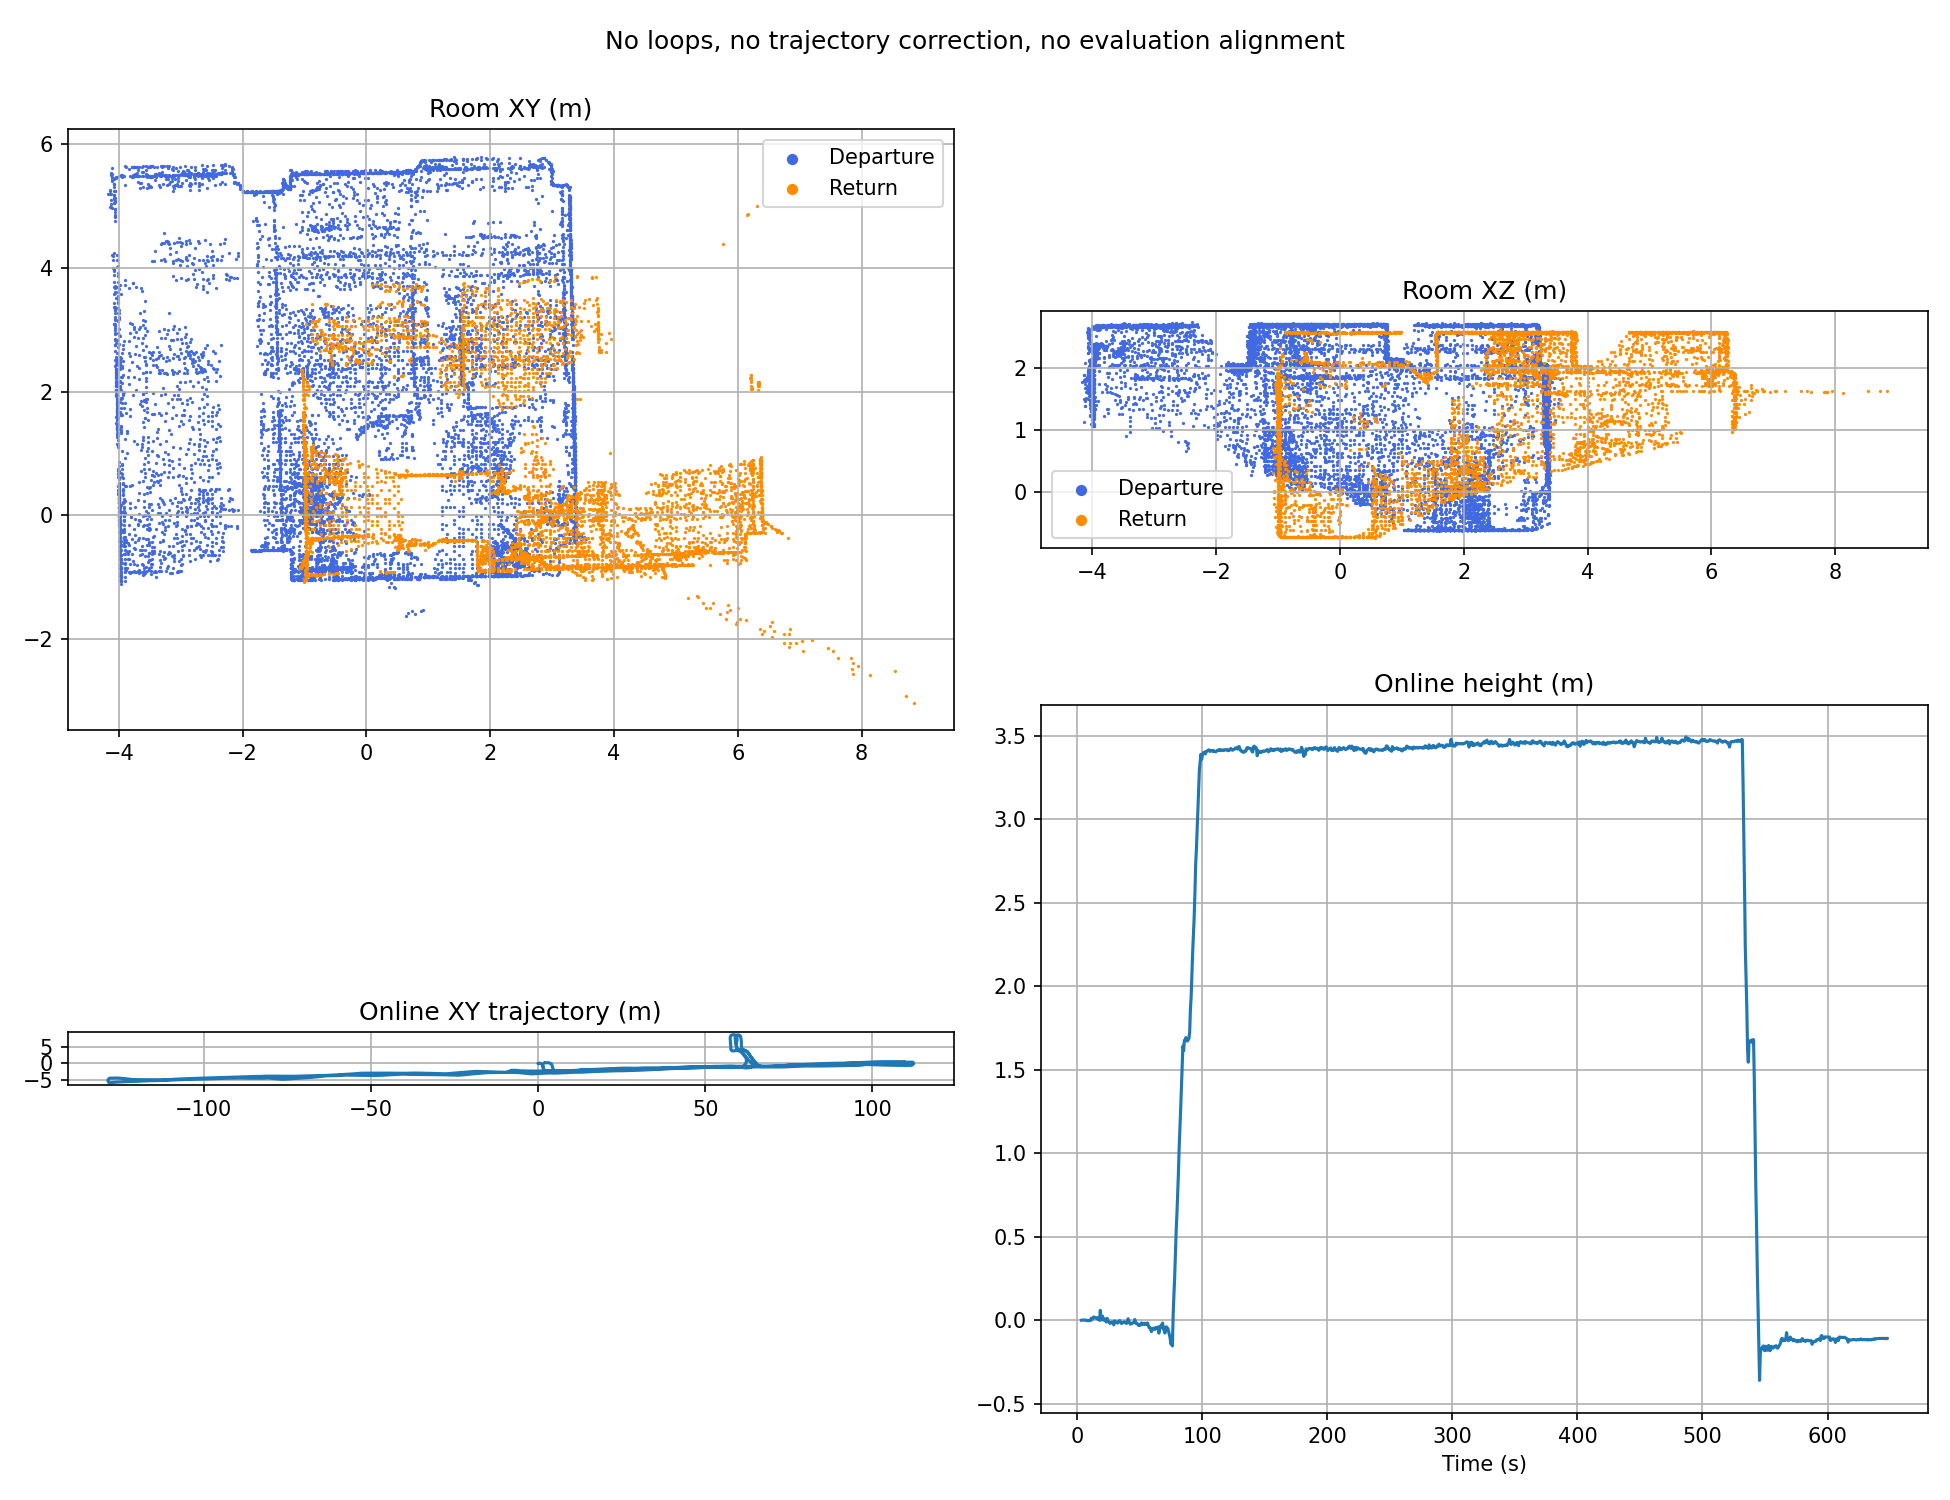 No loops, no trajectory correction, no evaluation alignment
Room XY (m)
Departure
Return
6
4
2
0
−2
−4 −2 0 2 4 6 8
Room XZ (m)
Departure
Return
2
1
0
−4 −2 0 2 4 6 8
Online XY trajectory (m)
5
0
−5
−100 −50 0 50 100
Online height (m)
3.5
3.0
2.5
2.0
1.5
1.0
0.5
0.0
−0.5
0 100 200 300 400 500 600
Time (s)